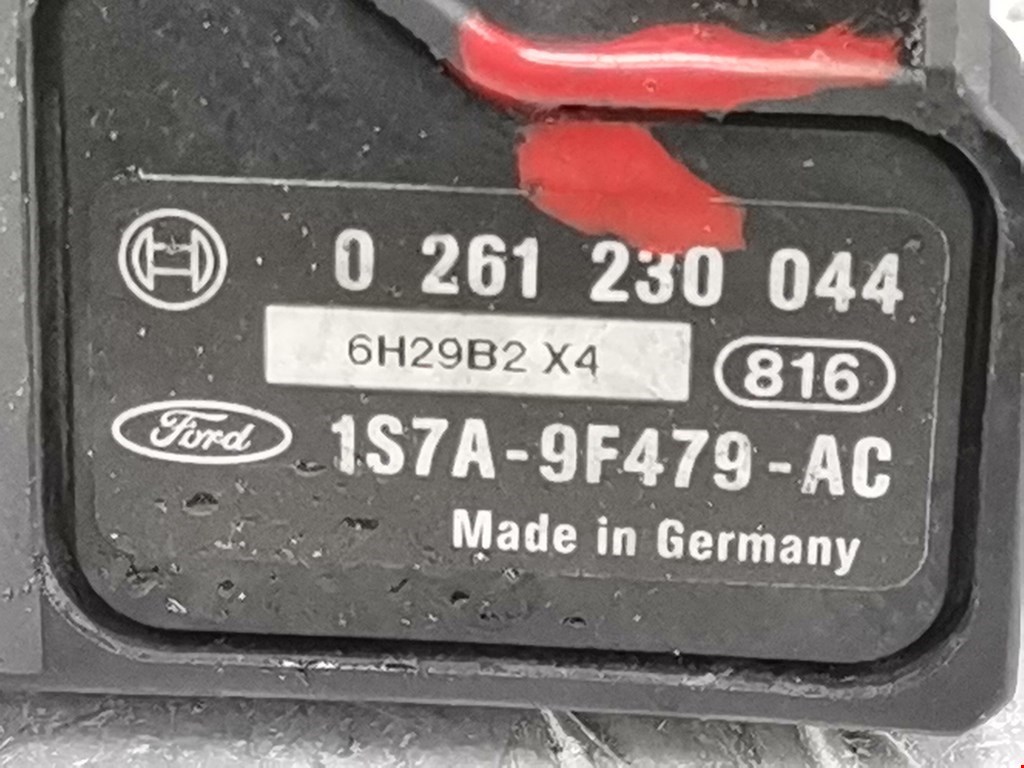 0 261 230 044
6H29B2 X4
816
Ford 1S7A-9F479-AC
Made in Germany